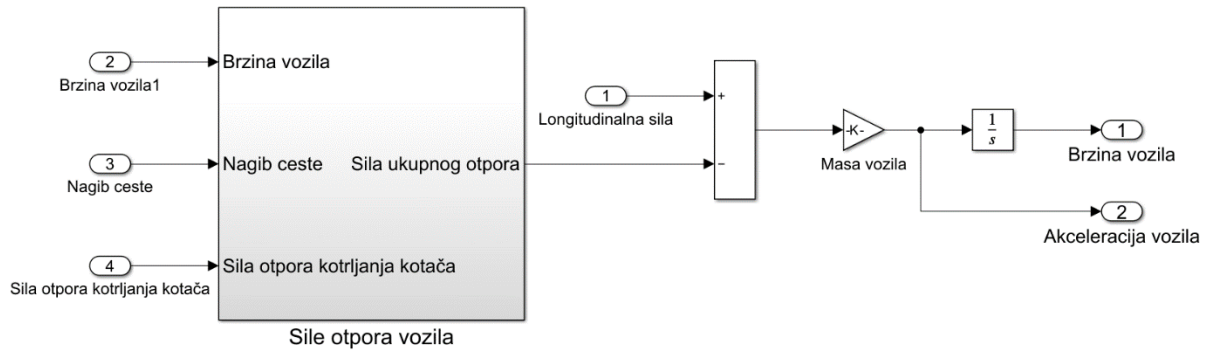 2
Brzina vozila1
3
Nagib ceste
4
Sila otpora kotrljanja kotača
Brzina vozila
Nagib ceste
Sila ukupnog otpora
Sila otpora kotrljanja kotača
Sile otpora vozila
1
Longitudinalna sila
+
−
-K-
Masa vozila
1
s
1
Brzina vozila
2
Akceleracija vozila